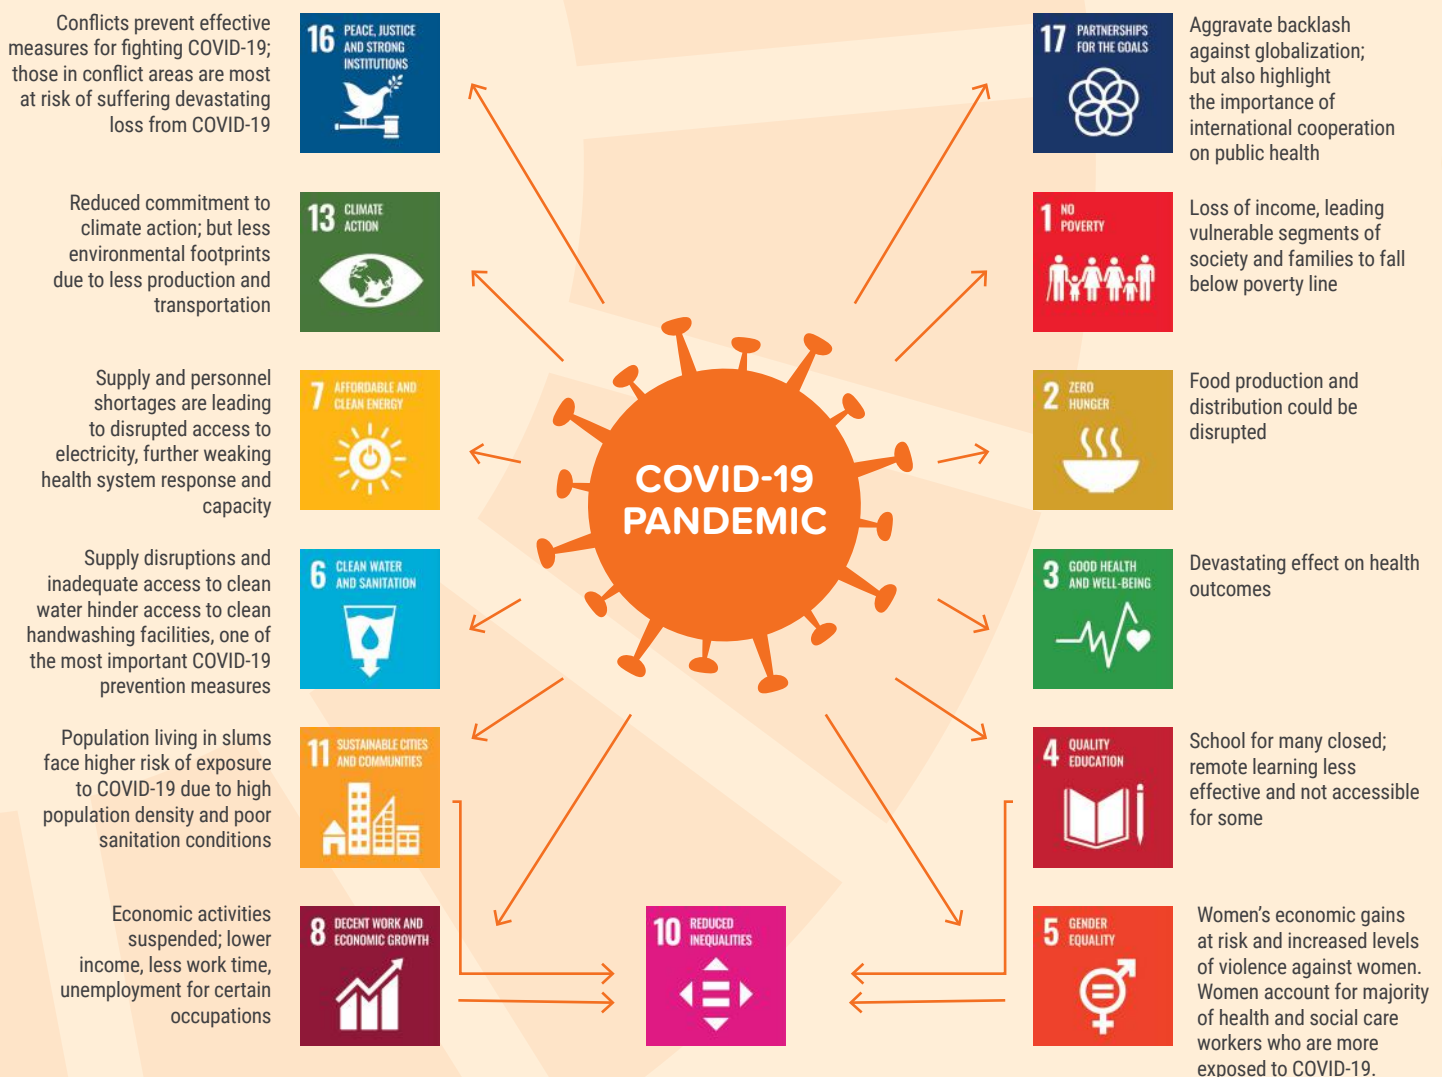 Conflicts prevent effective
measures for fighting COVID-19;
those in conflict areas are most
at risk of suffering devastating
loss from COVID-19
16 PEACE, JUSTICE
AND STRONG
INSTITUTIONS
Reduced commitment to
climate action; but less
environmental footprints
due to less production and
transportation
13 CLIMATE
ACTION
Supply and personnel
shortages are leading
to disrupted access to
electricity, further weaking
health system response and
capacity
7 AFFORDABLE AND
CLEAN ENERGY
Supply disruptions and
inadequate access to clean
water hinder access to clean
handwashing facilities, one of
the most important COVID-19
prevention measures
6 CLEAN WATER
AND SANITATION
Population living in slums
face higher risk of exposure
to COVID-19 due to high
population density and poor
sanitation conditions
11 SUSTAINABLE CITIES
AND COMMUNITIES
Economic activities
suspended; lower
income, less work time,
unemployment for certain
occupations
8 DECENT WORK AND
ECONOMIC GROWTH
COVID-19
PANDEMIC
10 REDUCED
INEQUALITIES
17 PARTNERSHIPS
FOR THE GOALS
Aggravate backlash
against globalization;
but also highlight
the importance of
international cooperation
on public health
1 NO
POVERTY
Loss of income, leading
vulnerable segments of
society and families to fall
below poverty line
2 ZERO
HUNGER
Food production and
distribution could be
disrupted
3 GOOD HEALTH
AND WELL-BEING
Devastating effect on health
outcomes
4 QUALITY
EDUCATION
School for many closed;
remote learning less
effective and not accessible
for some
5 GENDER
EQUALITY
Women’s economic gains
at risk and increased levels
of violence against women.
Women account for majority
of health and social care
workers who are more
exposed to COVID-19.